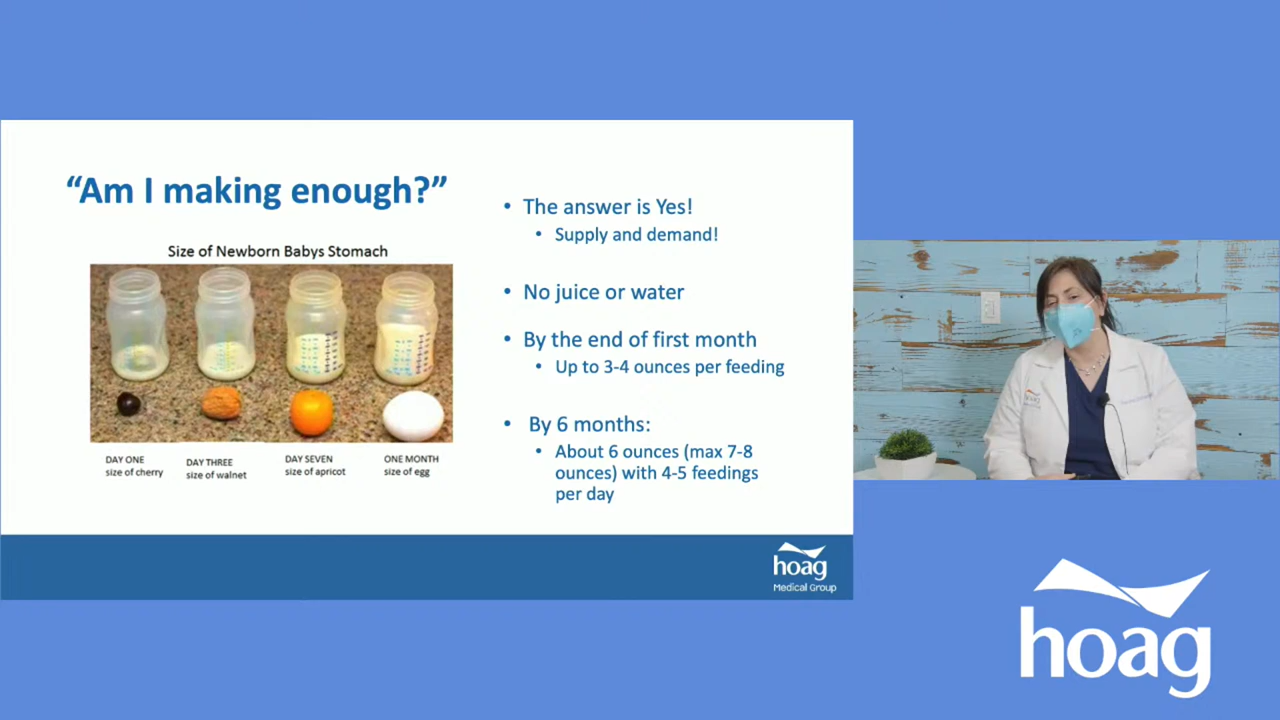 “Am I making enough?”
Size of Newborn Babys Stomach
DAY ONE
size of cherry
DAY THREE
size of walnet
DAY SEVEN
size of apricot
ONE MONTH
size of egg
• The answer is Yes!
• Supply and demand!
• No juice or water
• By the end of first month
• Up to 3-4 ounces per feeding
• By 6 months:
• About 6 ounces (max 7-8
ounces) with 4-5 feedings
per day
hoag
Medical Group
hoag